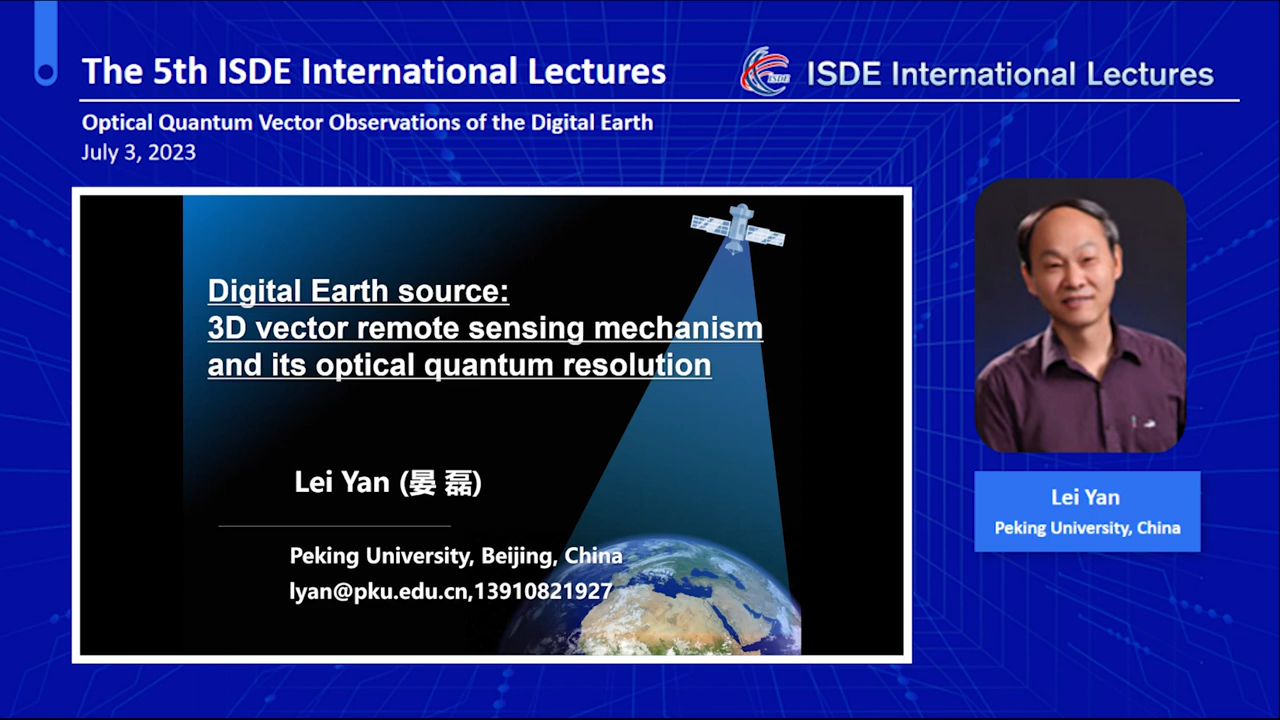 The 5th ISDE International Lectures
ISDE
ISDE International Lectures
Optical Quantum Vector Observations of the Digital Earth
July 3, 2023
Digital Earth source:
3D vector remote sensing mechanism
and its optical quantum resolution
Lei Yan (晏 磊)
Peking University, Beijing, China
lyan@pku.edu.cn,13910821927
Lei Yan
Peking University, China